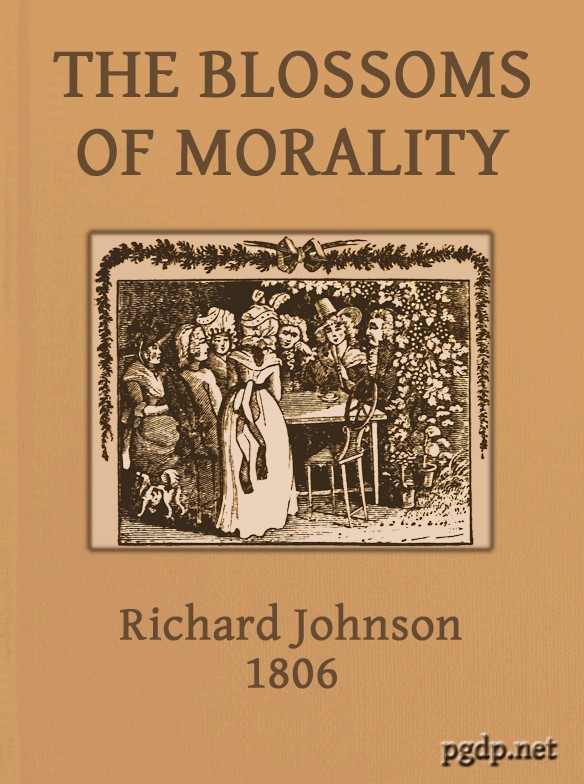 THE BLOSSOMS
OF MORALITY
Richard Johnson
1806
pgdp.net